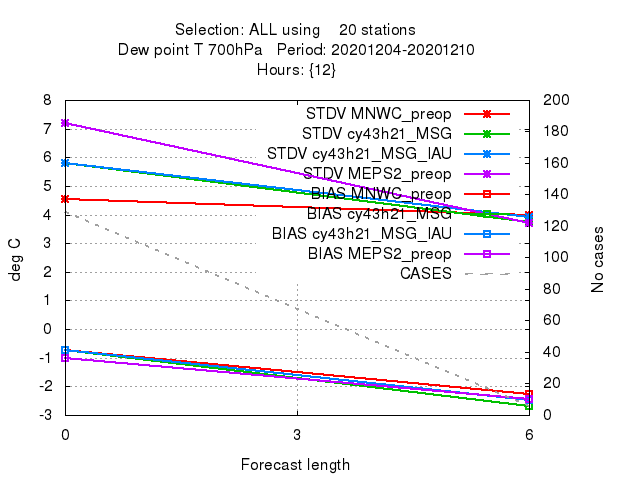 Selection: ALL using 20 stations
Dew point T 700hPa Period: 20201204-20201210
Hours: {12}
8 200
7 180
6 160
5 140
4 120
3 100
2 80
1 60
0 40
-1 20
-2 0
-3
STDV MNWC_preop
STDV cy43h21_MSG
STDV cy43h21_MSG_IAU
STDV MEPS2_preop
BIAS MNWC_preop
BIAS cy43h21_MSG
BIAS cy43h21_MSG_IAU
BIAS MEPS2_preop
CASES
deg C
No cases
0 3 6
Forecast length